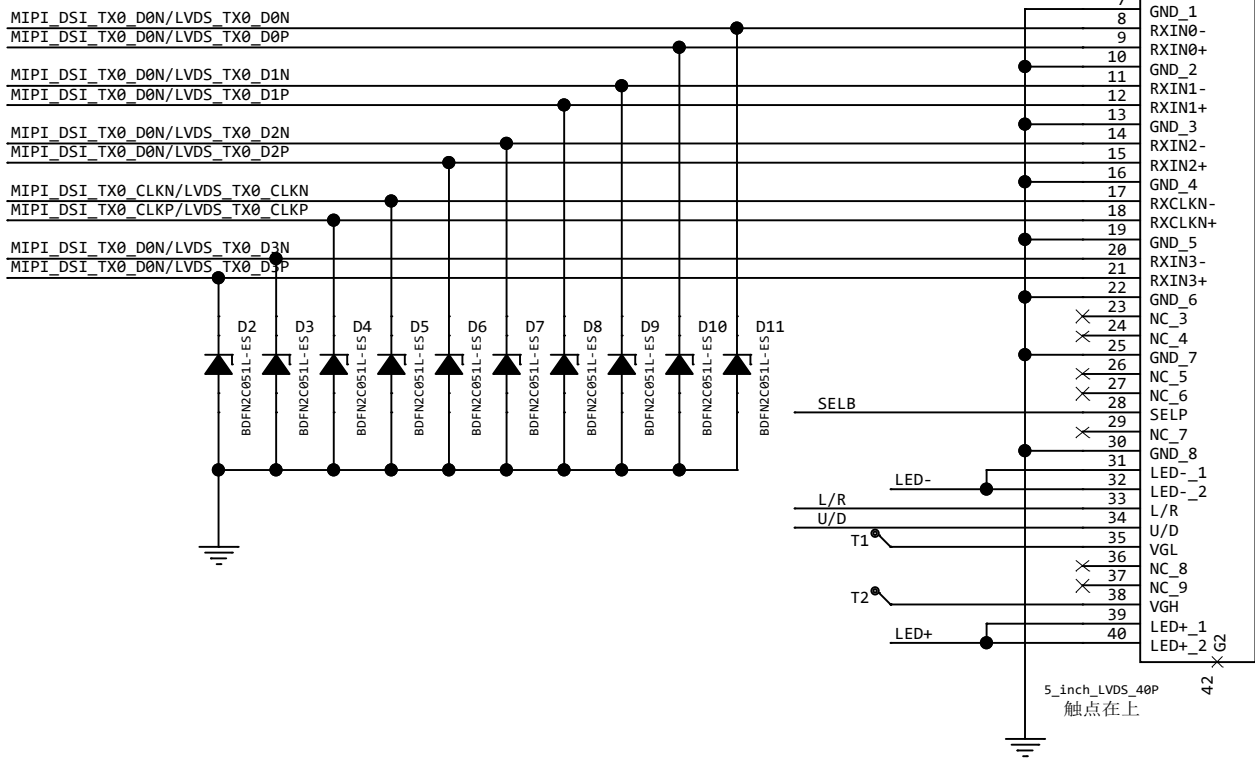 MIPI_DSI_TX0_D0N/LVDS_TX0_D0N
MIPI_DSI_TX0_D0N/LVDS_TX0_D0P
MIPI_DSI_TX0_D0N/LVDS_TX0_D1N
MIPI_DSI_TX0_D0N/LVDS_TX0_D1P
MIPI_DSI_TX0_D0N/LVDS_TX0_D2N
MIPI_DSI_TX0_D0N/LVDS_TX0_D2P
MIPI_DSI_TX0_CLKN/LVDS_TX0_CLKN
MIPI_DSI_TX0_CLKP/LVDS_TX0_CLKP
MIPI_DSI_TX0_D0N/LVDS_TX0_D3N
MIPI_DSI_TX0_D0N/LVDS_TX0_D3P
D2
BDFN2C051L-ES
D3
BDFN2C051L-ES
D4
BDFN2C051L-ES
D5
BDFN2C051L-ES
D6
BDFN2C051L-ES
D7
BDFN2C051L-ES
D8
BDFN2C051L-ES
D9
BDFN2C051L-ES
D10
BDFN2C051L-ES
D11
BDFN2C051L-ES
SELB
LED-
L/R
U/D
T1
T2
LED+
7 GND_1
8 RXIN0-
9 RXIN0+
10 GND_2
11 RXIN1-
12 RXIN1+
13 GND_3
14 RXIN2-
15 RXIN2+
16 GND_4
17 RXCLKN-
18 RXCLKN+
19 GND_5
20 RXIN3-
21 RXIN3+
22 GND_6
23 NC_3
24 NC_4
25 GND_7
26 NC_5
27 NC_6
28 SELP
29 NC_7
30 GND_8
31 LED-_1
32 LED-_2
33 L/R
34 U/D
35 VGL
36 NC_8
37 NC_9
38 VGH
39 LED+_1
40 LED+_2
G2
42
5_inch_LVDS_40P
触点在上